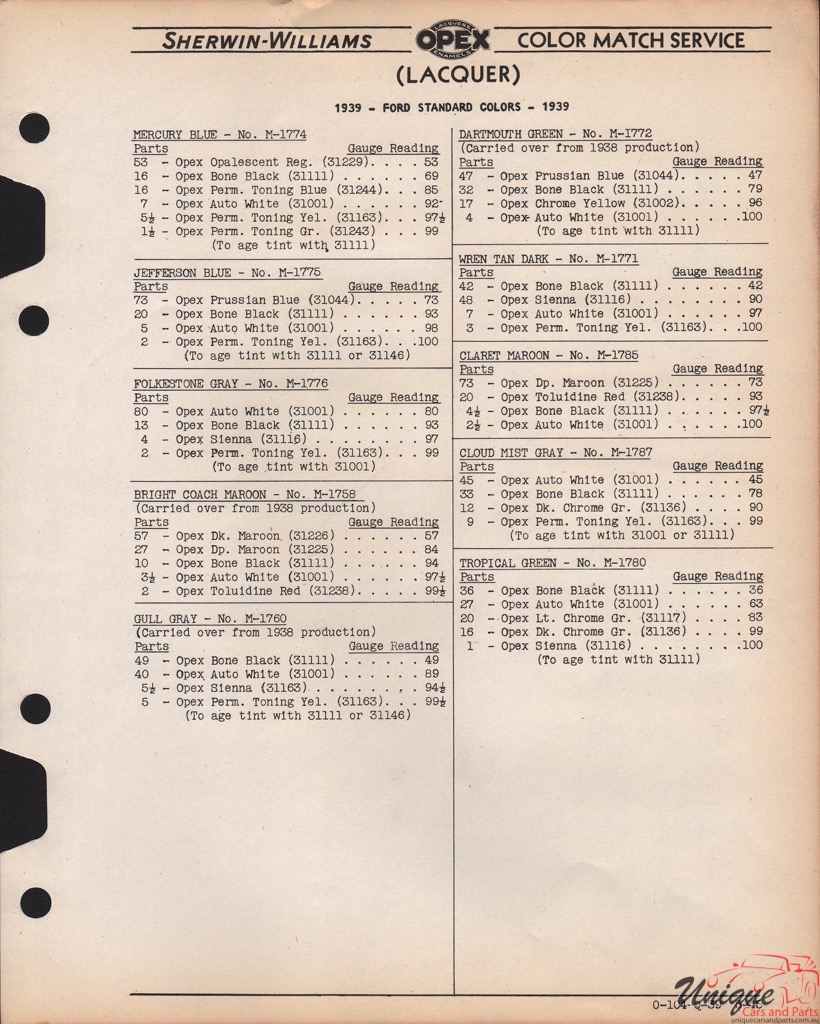 SHERWIN-WILLIAMS LACQUERS OPEX ENAMELS COLOR MATCH SERVICE
(LACQUER)
1939 - FORD STANDARD COLORS - 1939
MERCURY BLUE - No. M-1774
Parts Gauge Reading
53 - Opex Opalescent Reg. (31229). . . . 53
16 - Opex Bone Black (31111) . . . . . . 69
16 - Opex Perm. Toning Blue (31244). . . 85
7 - Opex Auto White (31001) . . . . . . 92
5½ - Opex Perm. Toning Yel. (31163). . . 97½
1½ - Opex Perm. Toning Gr. (31243) . . . 99
(To age tint with 31111)
JEFFERSON BLUE - No. M-1775
Parts Gauge Reading
73 - Opex Prussian Blue (31044). . . . . 73
20 - Opex Bone Black (31111) . . . . . . 93
5 - Opex Auto White (31001) . . . . . . 98
2 - Opex Perm. Toning Yel. (31163). . .100
(To age tint with 31111 or 31146)
FOLKESTONE GRAY - No. M-1776
Parts Gauge Reading
80 - Opex Auto White (31001) . . . . . . 80
13 - Opex Bone Black (31111) . . . . . . 93
4 - Opex Sienna (31116) . . . . . . . . 97
2 - Opex Perm. Toning Yel. (31163). . . 99
(To age tint with 31001)
BRIGHT COACH MAROON - No. M-1758
(Carried over from 1938 production)
Parts Gauge Reading
57 - Opex Dk. Maroon (31226) . . . . . . 57
27 - Opex Dp. Maroon (31225) . . . . . . 84
10 - Opex Bone Black (31111) . . . . . . 94
3½ - Opex Auto White (31001) . . . . . . 97½
2 - Opex Toluidine Red (31238). . . . . 99½
GULL GRAY - No. M-1760
(Carried over from 1938 production)
Parts Gauge Reading
49 - Opex Bone Black (31111) . . . . . . 49
40 - Opex Auto White (31001) . . . . . . 89
5½ - Opex Sienna (31163) . . . . . . . . 94½
5 - Opex Perm. Toning Yel. (31163). . . 99½
(To age tint with 31111 or 31146)
DARTMOUTH GREEN - No. M-1772
(Carried over from 1938 production)
Parts Gauge Reading
47 - Opex Prussian Blue (31044). . . . . 47
32 - Opex Bone Black (31111) . . . . . . 79
17 - Opex Chrome Yellow (31002). . . . . 96
4 - Opex Auto White (31001) . . . . . .100
(To age tint with 31111)
WREN TAN DARK - No. M-1771
Parts Gauge Reading
42 - Opex Bone Black (31111) . . . . . . 42
48 - Opex Sienna (31116) . . . . . . . . 90
7 - Opex Auto White (31001) . . . . . . 97
3 - Opex Perm. Toning Yel. (31163). . .100
CLARET MAROON - No. M-1785
Parts Gauge Reading
73 - Opex Dp. Maroon (31225) . . . . . . 73
20 - Opex Toluidine Red (31238). . . . . 93
4½ - Opex Bone Black (31111) . . . . . . 97½
2½ - Opex Auto White (31001) . . . . . .100
CLOUD MIST GRAY - No. M-1787
Parts Gauge Reading
45 - Opex Auto White (31001) . . . . . . 45
33 - Opex Bone Black (31111) . . . . . . 78
12 - Opex Dk. Chrome Gr. (31136) . . . . 90
9 - Opex Perm. Toning Yel. (31163). . . 99
(To age tint with 31001 or 31111)
TROPICAL GREEN - No. M-1780
Parts Gauge Reading
36 - Opex Bone Black (31111) . . . . . . 36
27 - Opex Auto White (31001) . . . . . . 63
20 - Opex Lt. Chrome Gr. (31117) . . . . 83
16 - Opex Dk. Chrome Gr. (31136) . . . . 99
1 - Opex Sienna (31116) . . . . . . . .100
(To age tint with 31111)
Unique
Cars and Parts
uniquecarsandparts.com.au